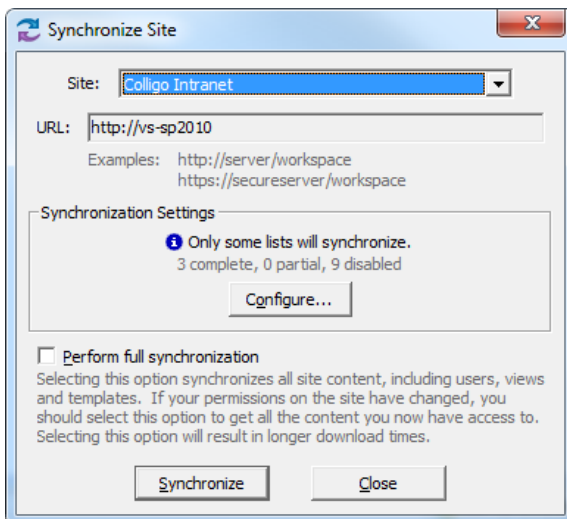 Synchronize Site
Site: Colligo Intranet
URL: http://vs-sp2010
Examples: http://server/workspace
https://secureserver/workspace
Synchronization Settings
Only some lists will synchronize.
3 complete, 0 partial, 9 disabled
Configure...
Perform full synchronization
Selecting this option synchronizes all site content, including users, views
and templates. If your permissions on the site have changed, you
should select this option to get all the content you now have access to.
Selecting this option will result in longer download times.
Synchronize Close